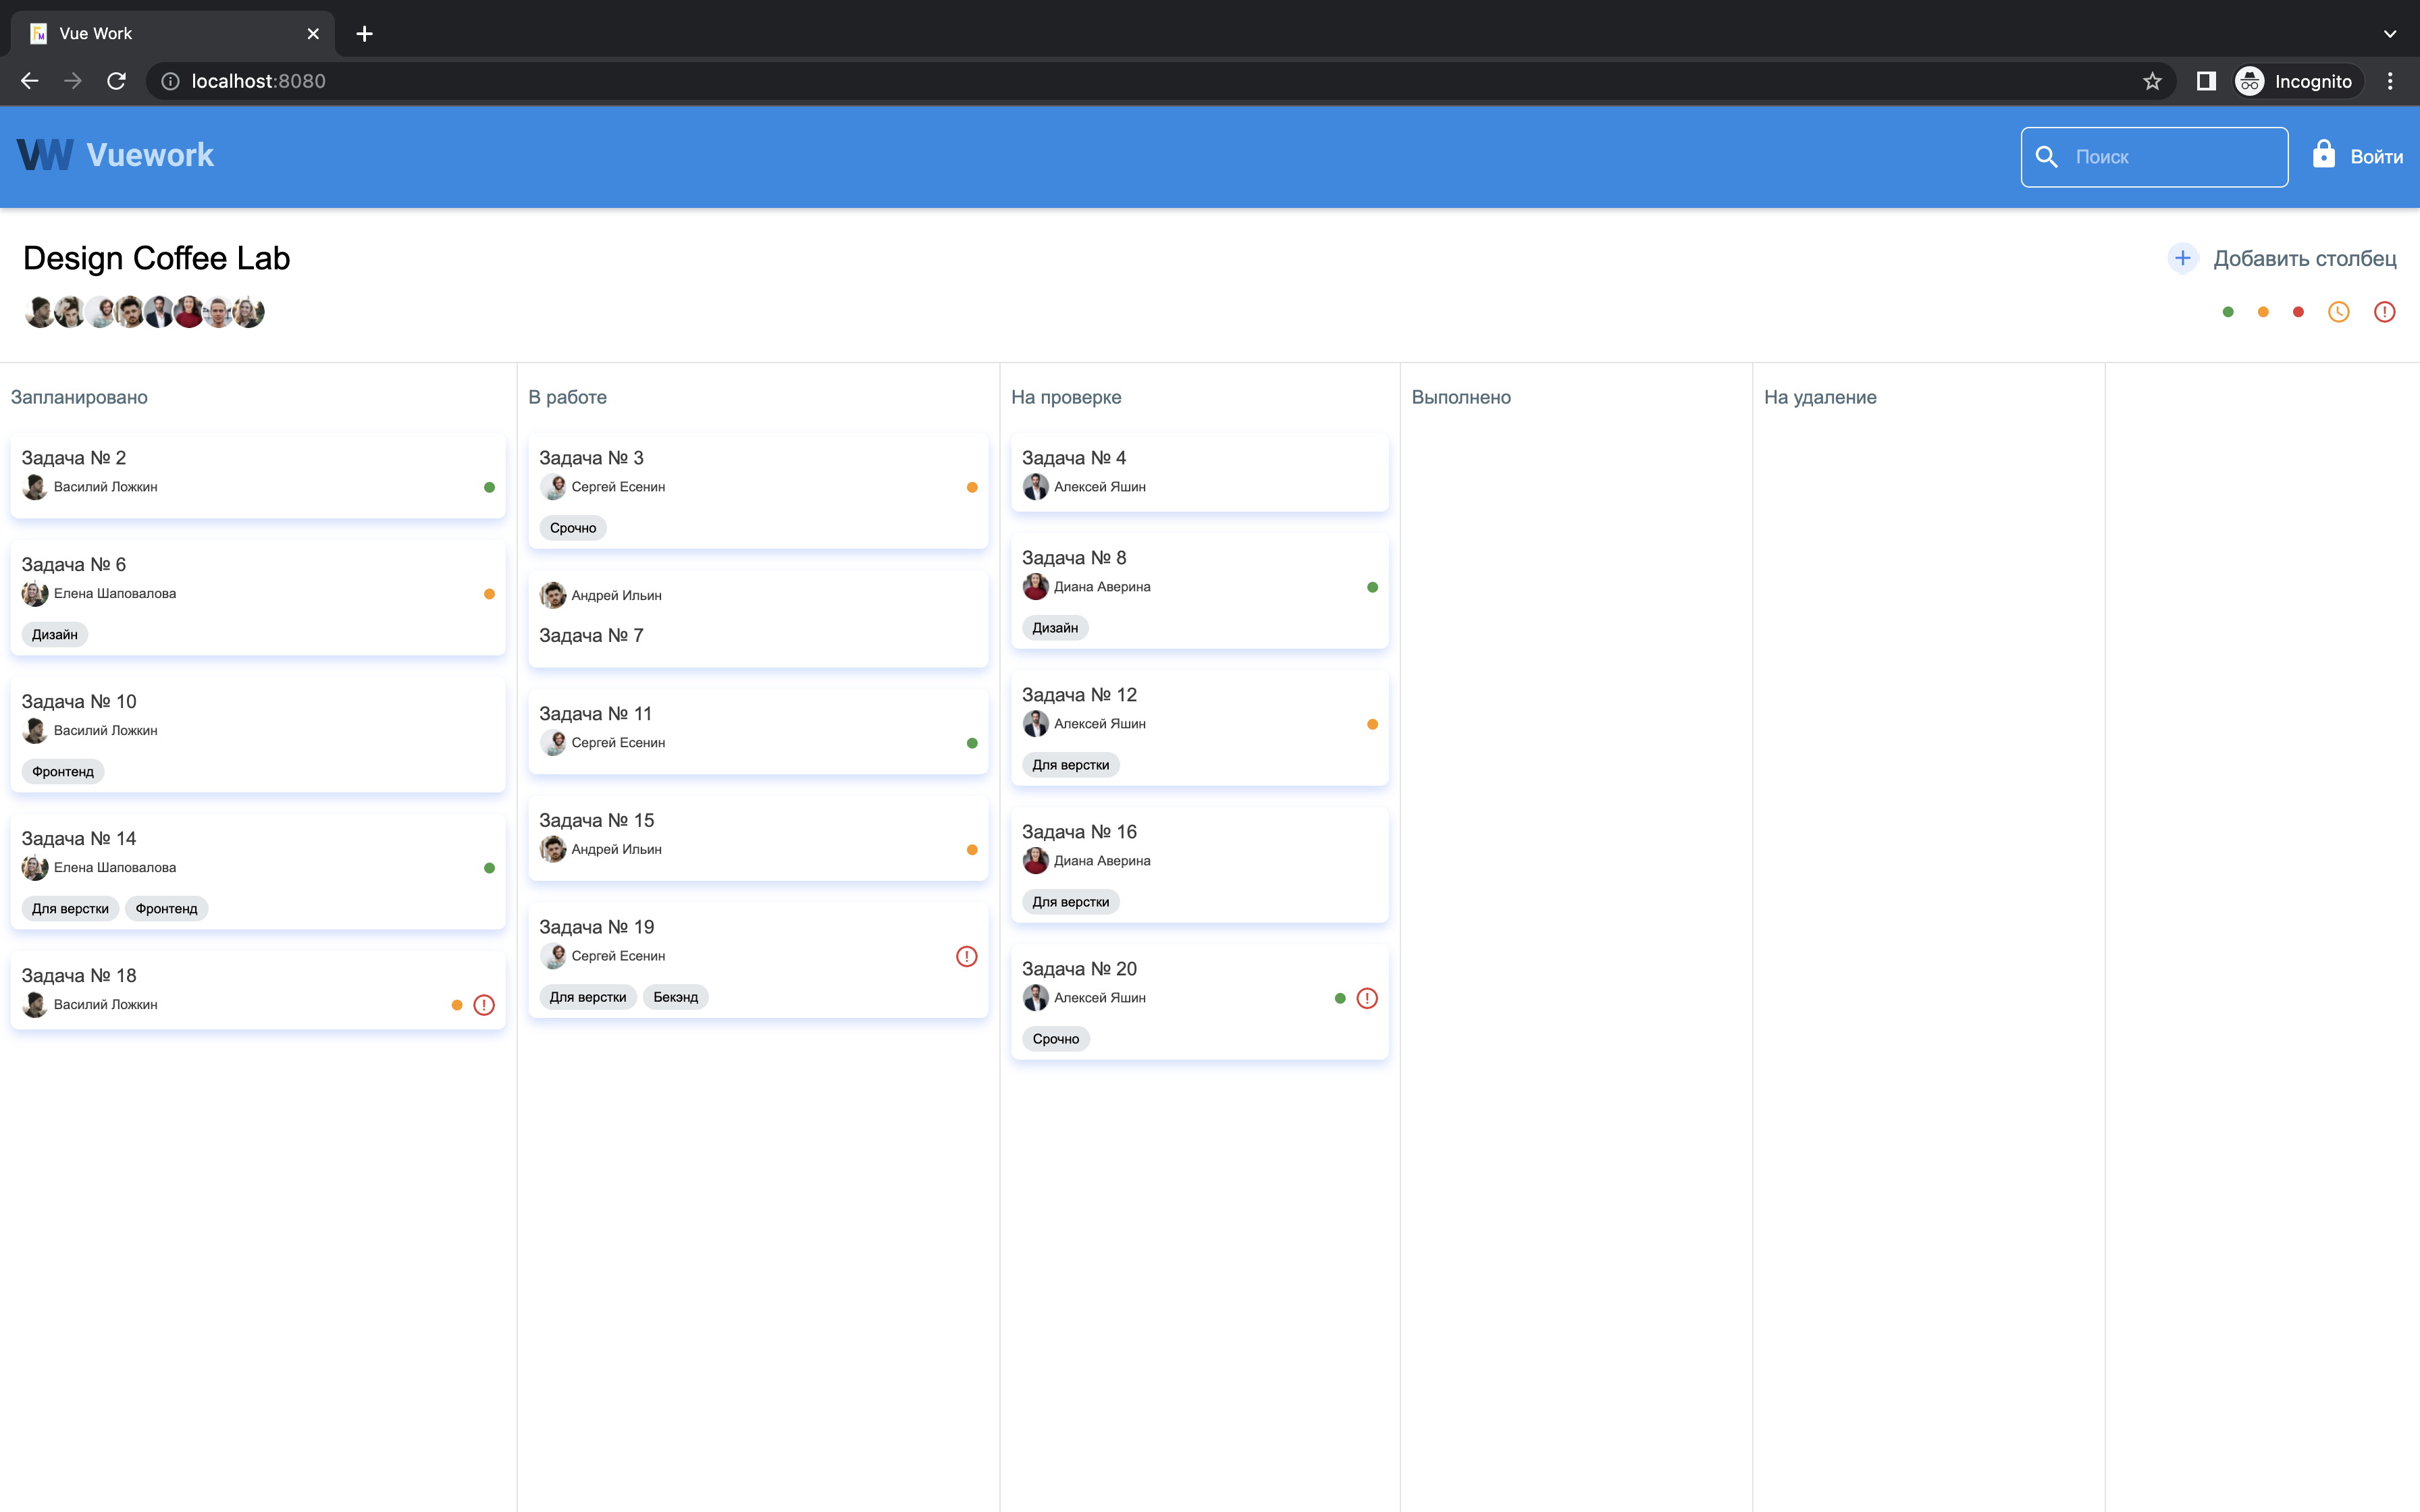 Vue Work
localhost:8080
Incognito
VW Vuework
Поиск
Войти
Design Coffee Lab
Добавить столбец
Запланировано
Задача № 2
Василий Ложкин
Задача № 6
Елена Шаповалова
Дизайн
Задача № 10
Василий Ложкин
Фронтенд
Задача № 14
Елена Шаповалова
Для верстки Фронтенд
Задача № 18
Василий Ложкин
В работе
Задача № 3
Сергей Есенин
Срочно
Андрей Ильин
Задача № 7
Задача № 11
Сергей Есенин
Задача № 15
Андрей Ильин
Задача № 19
Сергей Есенин
Для верстки Бекэнд
На проверке
Задача № 4
Алексей Яшин
Задача № 8
Диана Аверина
Дизайн
Задача № 12
Алексей Яшин
Для верстки
Задача № 16
Диана Аверина
Для верстки
Задача № 20
Алексей Яшин
Срочно
Выполнено
На удаление